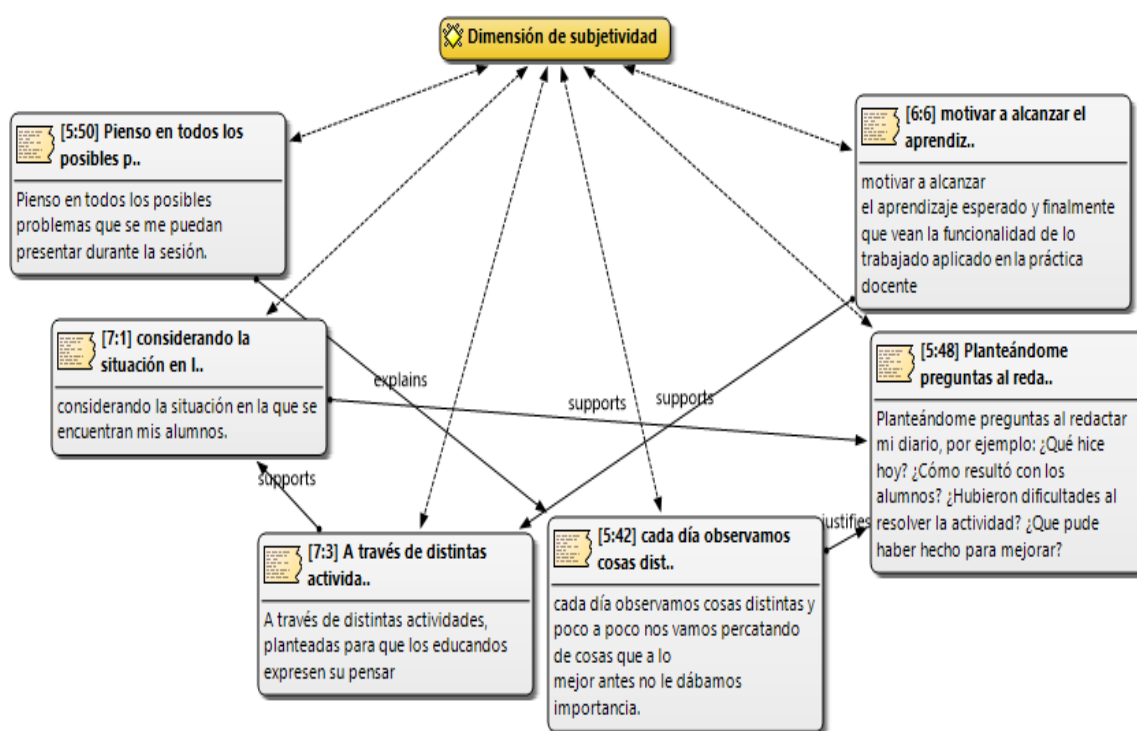 Dimensión de subjetividad
[5:50] Pienso en todos los
posibles p..
Pienso en todos los posibles
problemas que se me puedan
presentar durante la sesión.
[6:6] motivar a alcanzar el
aprendiz..
motivar a alcanzar
el aprendizaje esperado y finalmente
que vean la funcionalidad de lo
trabajado aplicado en la práctica
docente
[7:1] considerando la
situación en l..
considerando la situación en la que se
encuentran mis alumnos.
explains
supports
supports
[5:48] Planteándome
preguntas al reda..
Planteándome preguntas al redactar
mi diario, por ejemplo: ¿Qué hice
hoy? ¿Cómo resultó con los
alumnos? ¿Hubieron dificultades al
resolver la actividad? ¿Que pude
haber hecho para mejorar?
supports
[7:3] A través de distintas
activida..
A través de distintas actividades,
planteadas para que los educandos
expresen su pensar
[5:42] cada día observamos
cosas dist..
cada día observamos cosas distintas y
poco a poco nos vamos percatando
de cosas que a lo
mejor antes no le dábamos
importancia.
justifies